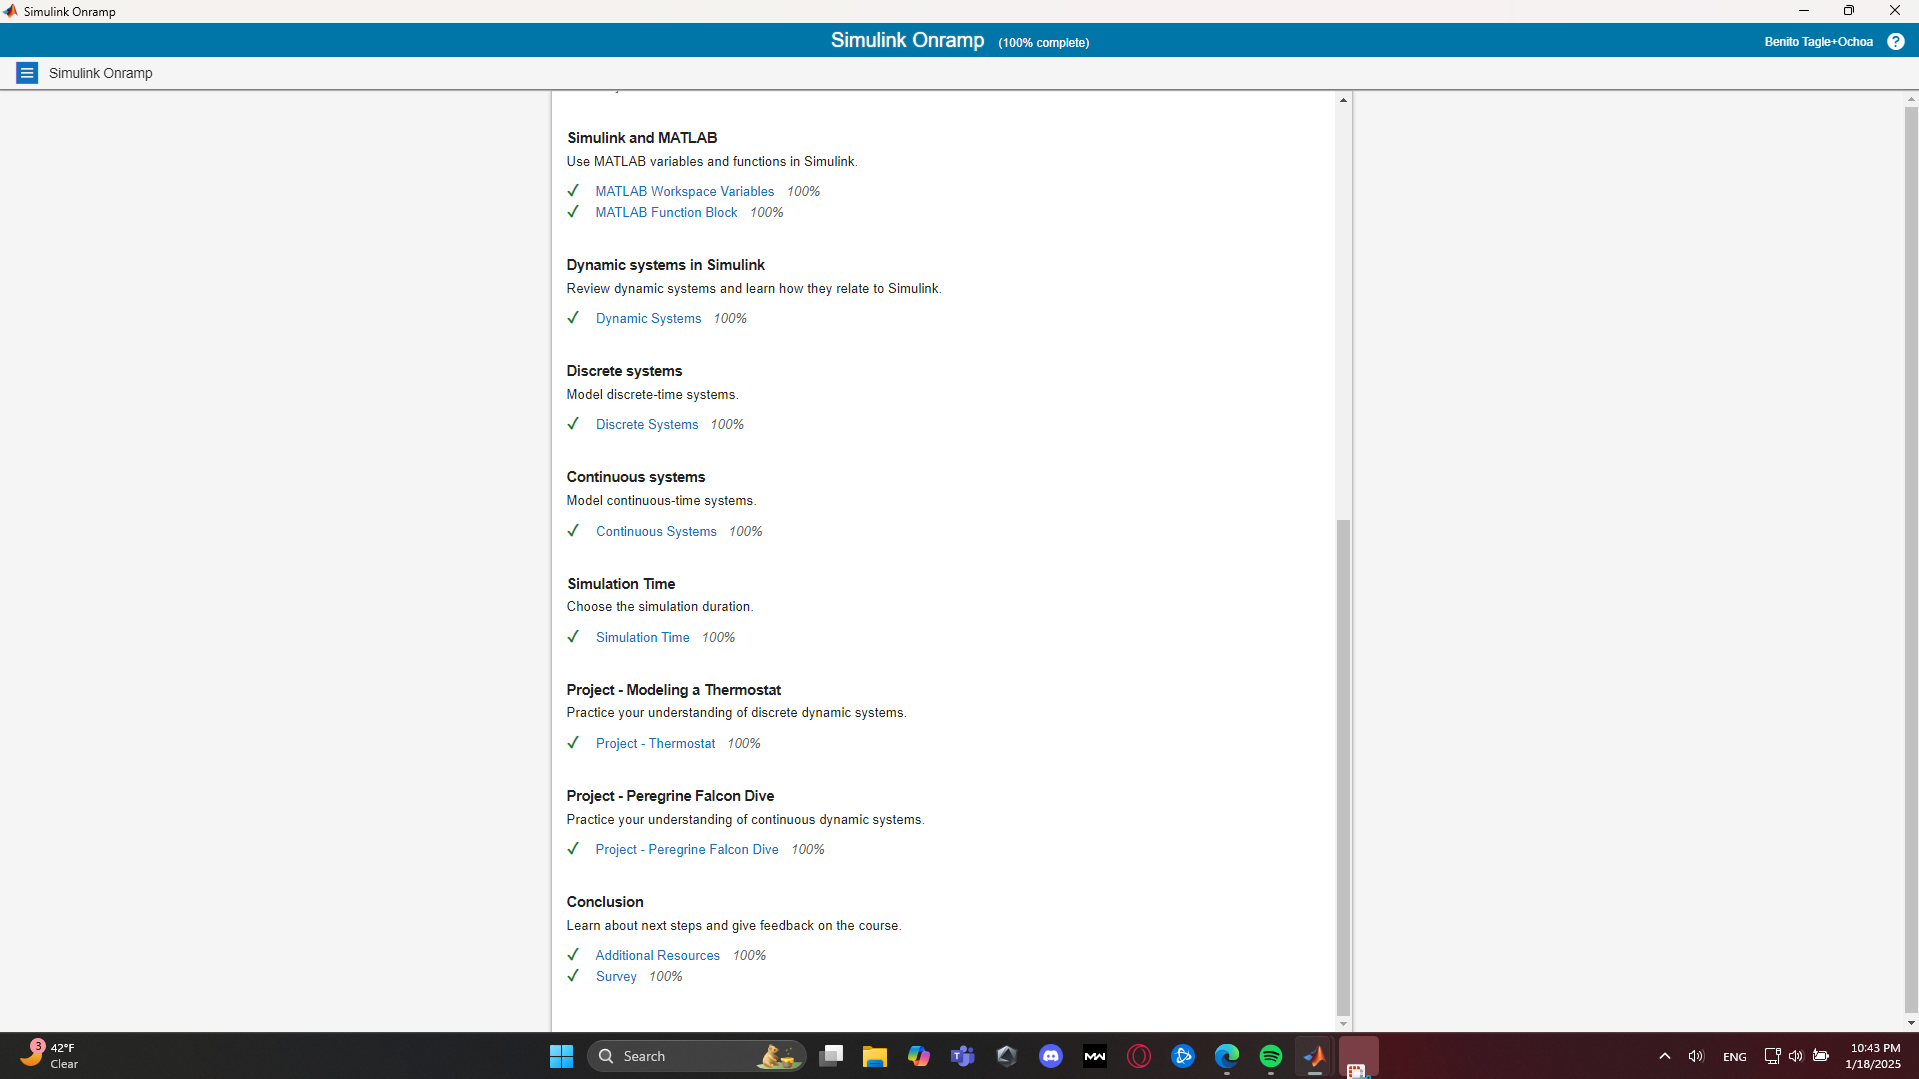 Simulink Onramp
Simulink Onramp (100% complete)
Benito Tagle+Ochoa
?
Simulink Onramp
Simulink and MATLAB
Use MATLAB variables and functions in Simulink.
MATLAB Workspace Variables 100%
MATLAB Function Block 100%
Dynamic systems in Simulink
Review dynamic systems and learn how they relate to Simulink.
Dynamic Systems 100%
Discrete systems
Model discrete-time systems.
Discrete Systems 100%
Continuous systems
Model continuous-time systems.
Continuous Systems 100%
Simulation Time
Choose the simulation duration.
Simulation Time 100%
Project - Modeling a Thermostat
Practice your understanding of discrete dynamic systems.
Project - Thermostat 100%
Project - Peregrine Falcon Dive
Practice your understanding of continuous dynamic systems.
Project - Peregrine Falcon Dive 100%
Conclusion
Learn about next steps and give feedback on the course.
Additional Resources 100%
Survey 100%
3
42°F
Clear
Search
MW
ENG
10:43 PM
1/18/2025